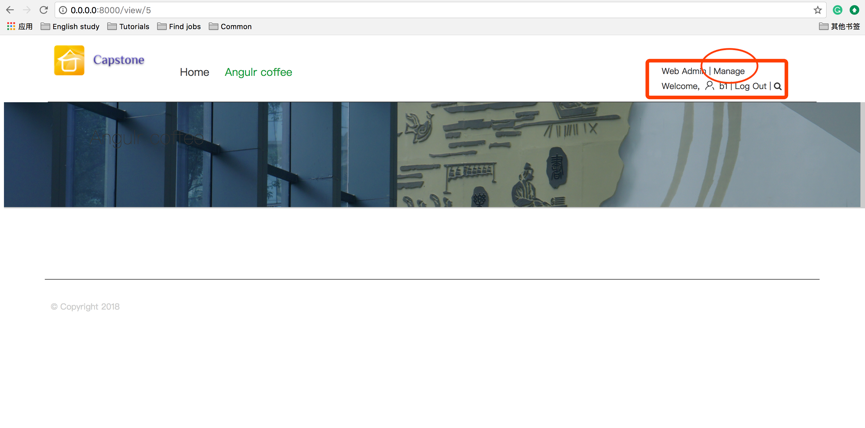 0.0.0.0:8000/view/5
应用 English study Tutorials Find jobs Common 其他书签
Capstone
Home Angulr coffee
Web Admin | Manage
Welcome, b1 | Log Out |
© Copyright 2018